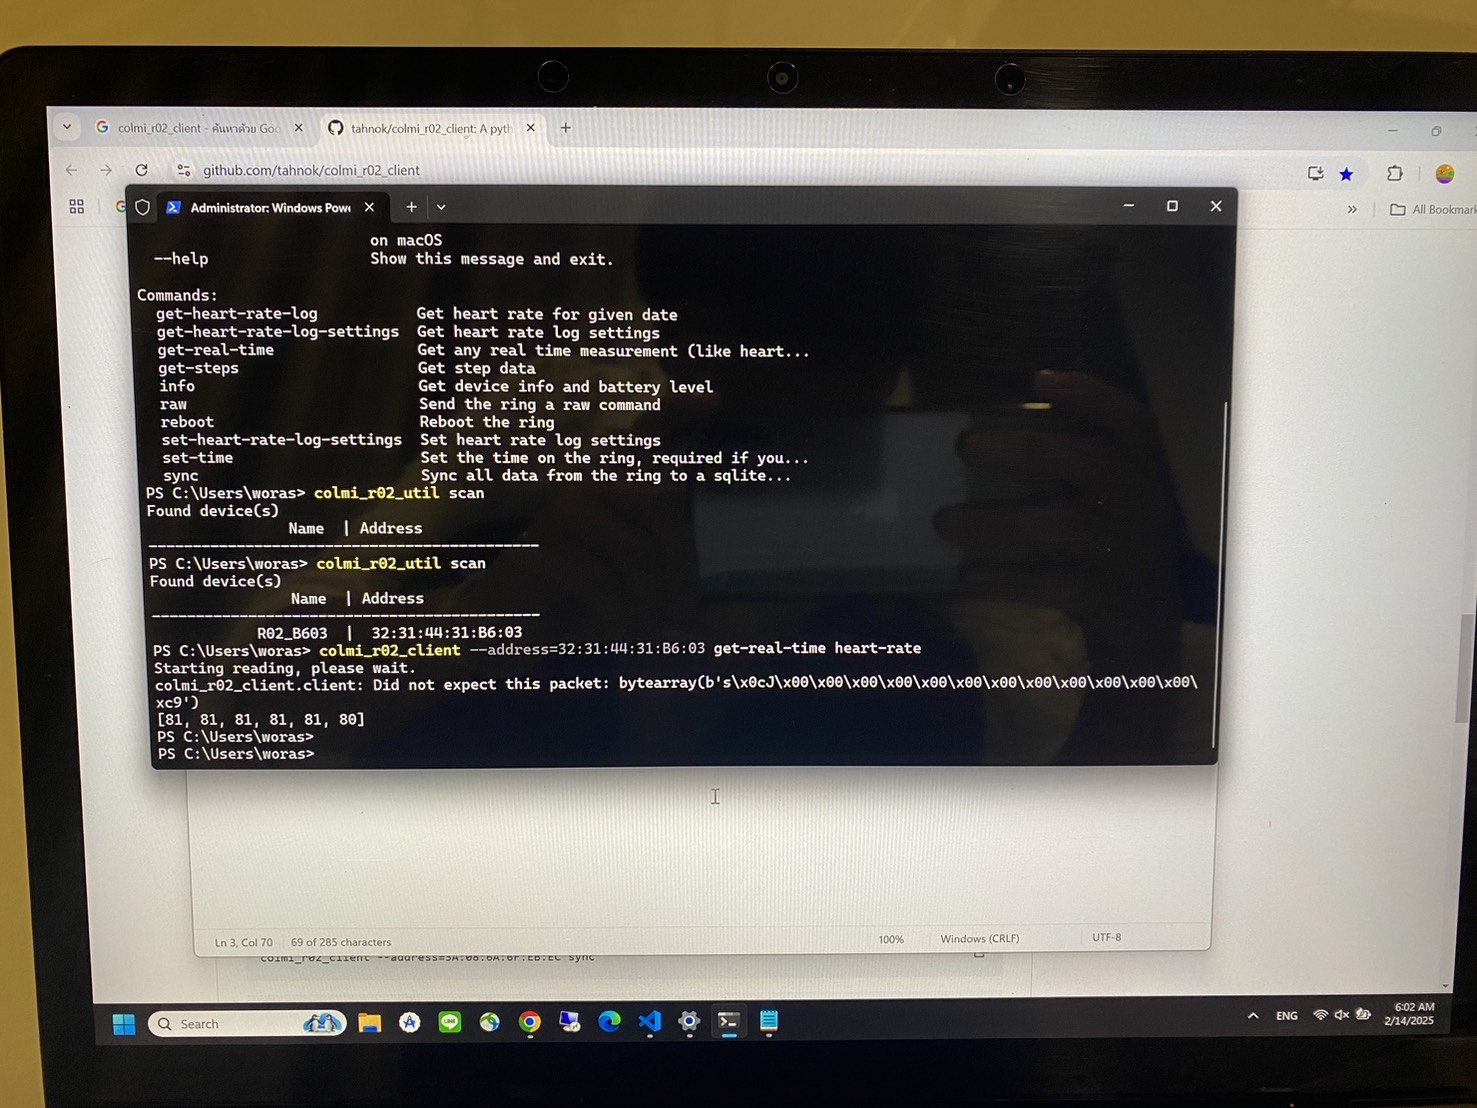 colmi_r02_client - ค้นหาด้วย Goo
tahnok/colmi_r02_client: A pyth
github.com/tahnok/colmi_r02_client
All Bookmark
Administrator: Windows Powe
on macOS
--help Show this message and exit.
Commands:
get-heart-rate-log Get heart rate for given date
get-heart-rate-log-settings Get heart rate log settings
get-real-time Get any real time measurement (like heart...
get-steps Get step data
info Get device info and battery level
raw Send the ring a raw command
reboot Reboot the ring
set-heart-rate-log-settings Set heart rate log settings
set-time Set the time on the ring, required if you...
sync Sync all data from the ring to a sqlite...
PS C:\Users\woras> colmi_r02_util scan
Found device(s)
Name | Address
--------------------------------------------
PS C:\Users\woras> colmi_r02_util scan
Found device(s)
Name | Address
--------------------------------------------
R02_B603 | 32:31:44:31:B6:03
PS C:\Users\woras> colmi_r02_client --address=32:31:44:31:B6:03 get-real-time heart-rate
Starting reading, please wait.
colmi_r02_client.client: Did not expect this packet: bytearray(b's\x0cJ\x00\x00\x00\x00\x00\x00\x00\x00\x00\x00\x00\x00\
xc9')
[81, 81, 81, 81, 81, 80]
PS C:\Users\woras>
PS C:\Users\woras>
Ln 3, Col 70 69 of 285 characters 100% Windows (CRLF) UTF-8
colmi_r02_client --address=3A:08:6A:6F:EB:EC sync
Search
ENG
6:02 AM
2/14/2025